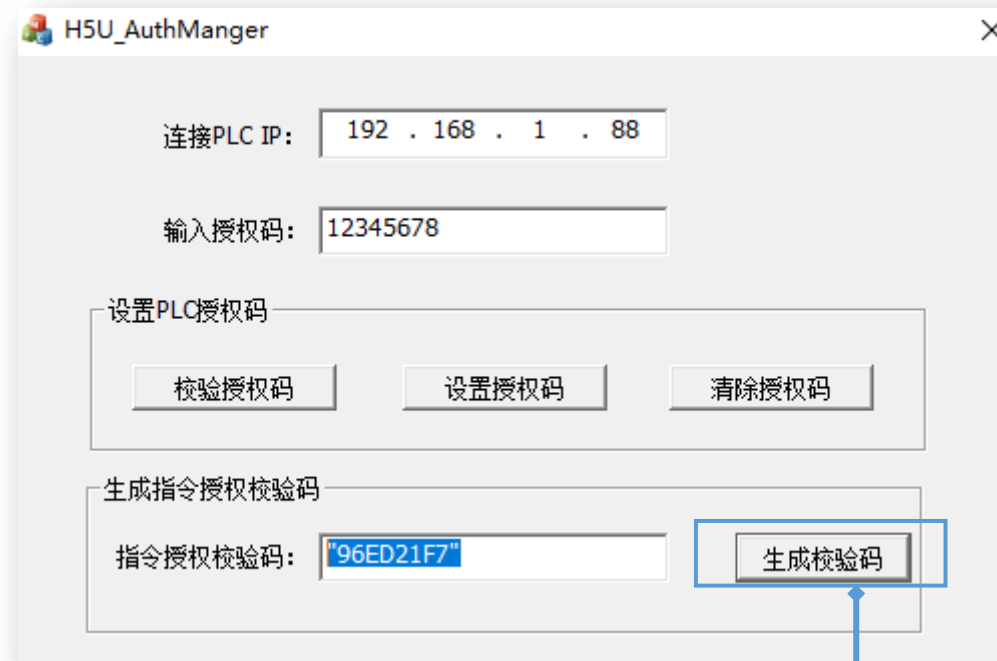 H5U_AuthManger
连接PLC IP: 192 . 168 . 1 . 88
输入授权码: 12345678
设置PLC授权码
校验授权码 设置授权码 清除授权码
生成指令授权校验码
指令授权校验码: "96ED21F7" 生成校验码